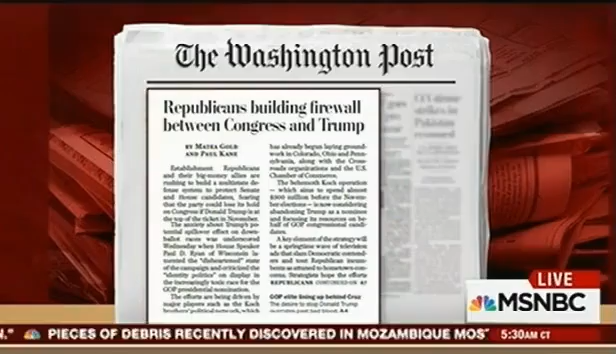 The Washington Post
Republicans building firewall
between Congress and Trump
BY MATEA GOLD
AND PAUL KANE
Establishment Republicans
and their big-money allies are
rushing to build a multistate de-
fense system to protect Senate
and House candidates, fearing
that the party could lose its hold
on Congress if Donald Trump is at
the top of the ticket in November.
The anxiety about Trump's po-
tential spillover effect on down-
ballot races was underscored
Wednesday when House Speaker
Paul D. Ryan of Wisconsin la-
mented the "disheartened" state
of the campaign and criticized the
"identity politics" on display in
the increasingly toxic race for the
GOP presidential nomination.
The efforts are being driven by
major players such as the Koch
brothers' political network, which
has already begun laying ground-
work in Colorado, Ohio and Penn-
sylvania, along with the Cross-
roads organizations and the U.S.
Chamber of Commerce.
The behemoth Koch operation
— which aims to spend almost
$900 million before the Novem-
ber elections — is now considering
abandoning Trump as a nominee
and focusing its resources on be-
half of GOP congressional candi-
dates.
A key element of the strategy will
be a springtime wave of television
ads that slam Democratic contend-
ers and tout Republican incum-
bents as attuned to hometown con-
cerns. Strategists hope the efforts
REPUBLICANS CONTINUED ON A7
GOP elite lining up behind Cruz
The desire to stop Donald Trump
LIVE
MSNBC
N." PIECES OF DEBRIS RECENTLY DISCOVERED IN MOZAMBIQUE MOS 5:30AM CT